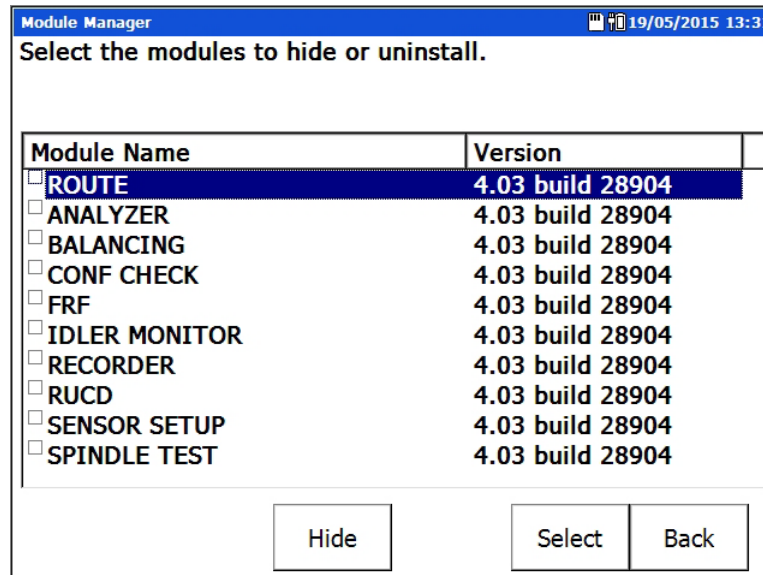 Module Manager 19/05/2015 13:3
Select the modules to hide or uninstall.
Module Name Version
ROUTE 4.03 build 28904
ANALYZER 4.03 build 28904
BALANCING 4.03 build 28904
CONF CHECK 4.03 build 28904
FRF 4.03 build 28904
IDLER MONITOR 4.03 build 28904
RECORDER 4.03 build 28904
RUCD 4.03 build 28904
SENSOR SETUP 4.03 build 28904
SPINDLE TEST 4.03 build 28904
Hide Select Back